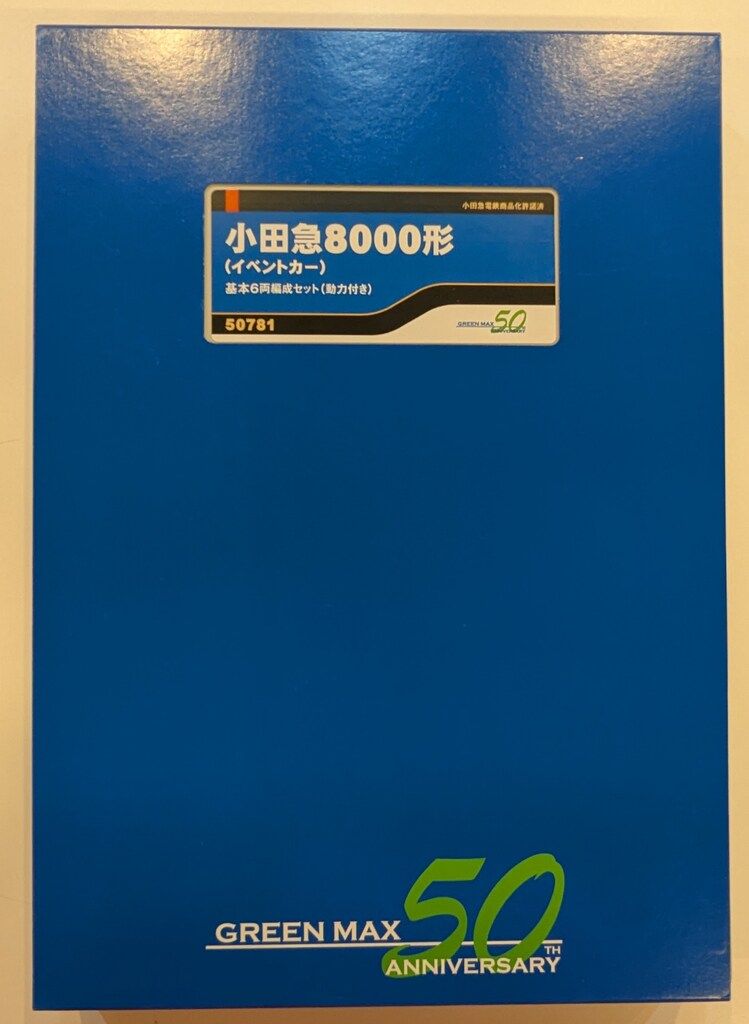 小田急電鉄商品化許諾済
小田急8000形
(イベントカー)
基本6両編成セット(動力付き)
50781
GREEN MAX 50TH
ANNIVERSARY
GREEN MAX 50TH
ANNIVERSARY